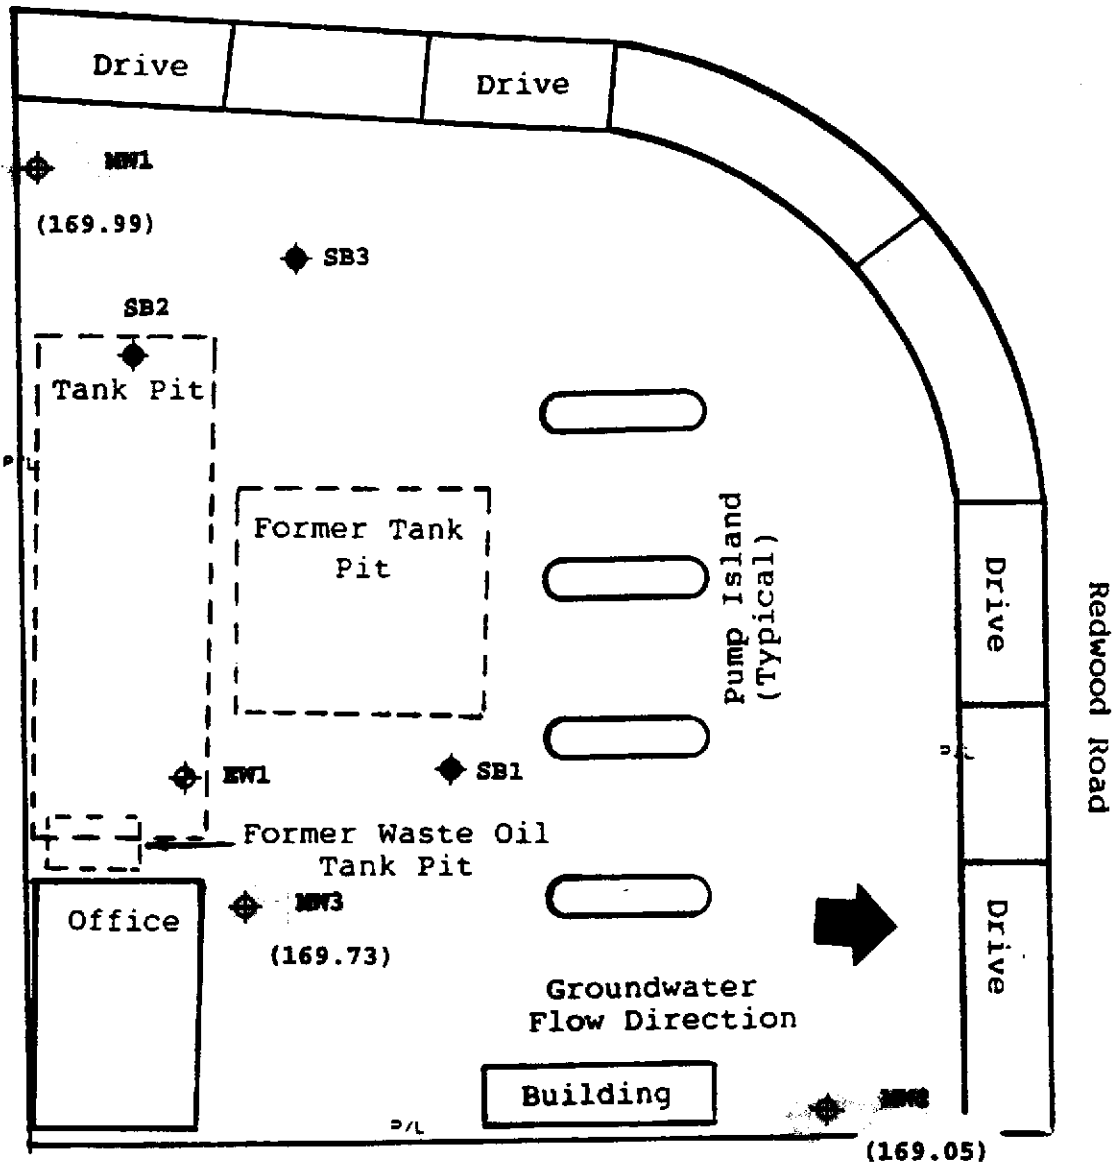 Drive
Drive
MW1
(169.99)
SB3
SB2
Tank Pit
Former Tank
Pit
Pump Island
(Typical)
Drive
Redwood Road
EW1
SB1
Former Waste Oil
Tank Pit
Office
MW3
(169.73)
Drive
Groundwater
Flow Direction
Building
P/L
(169.05)